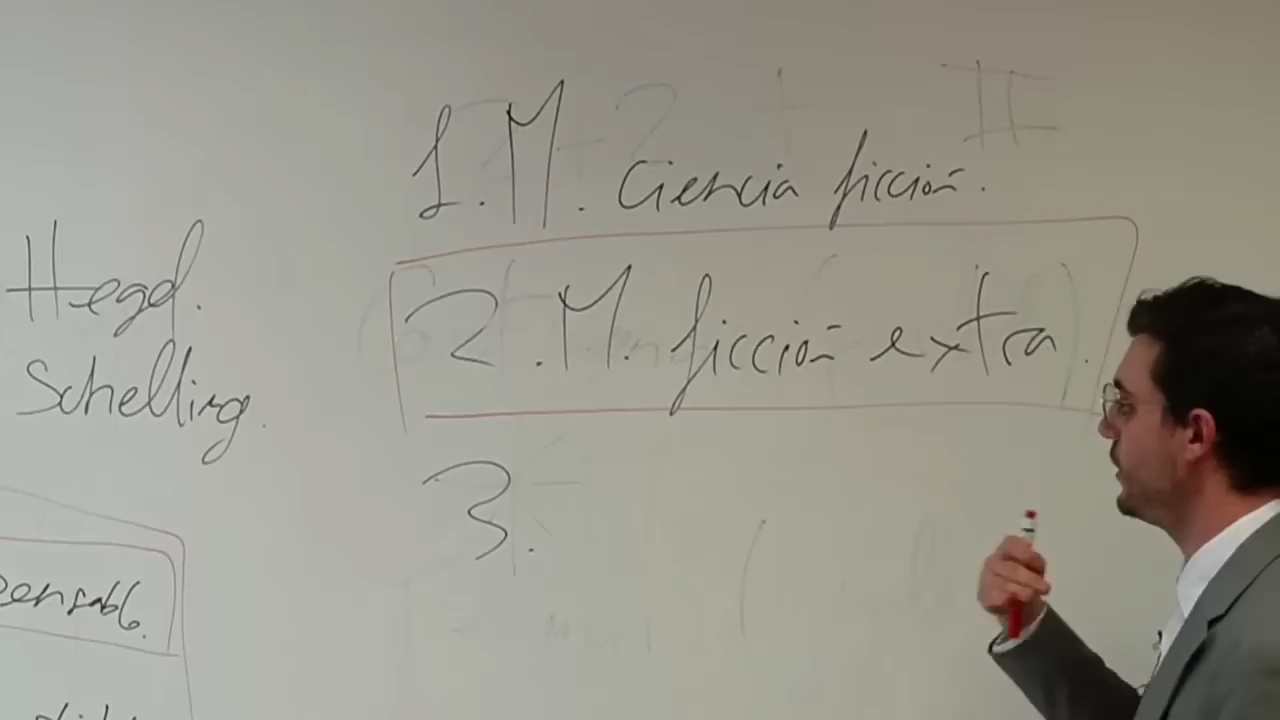 1. M. Ciencia ficción.
2. M. ficción extra.
3.
Hegel.
Schelling.